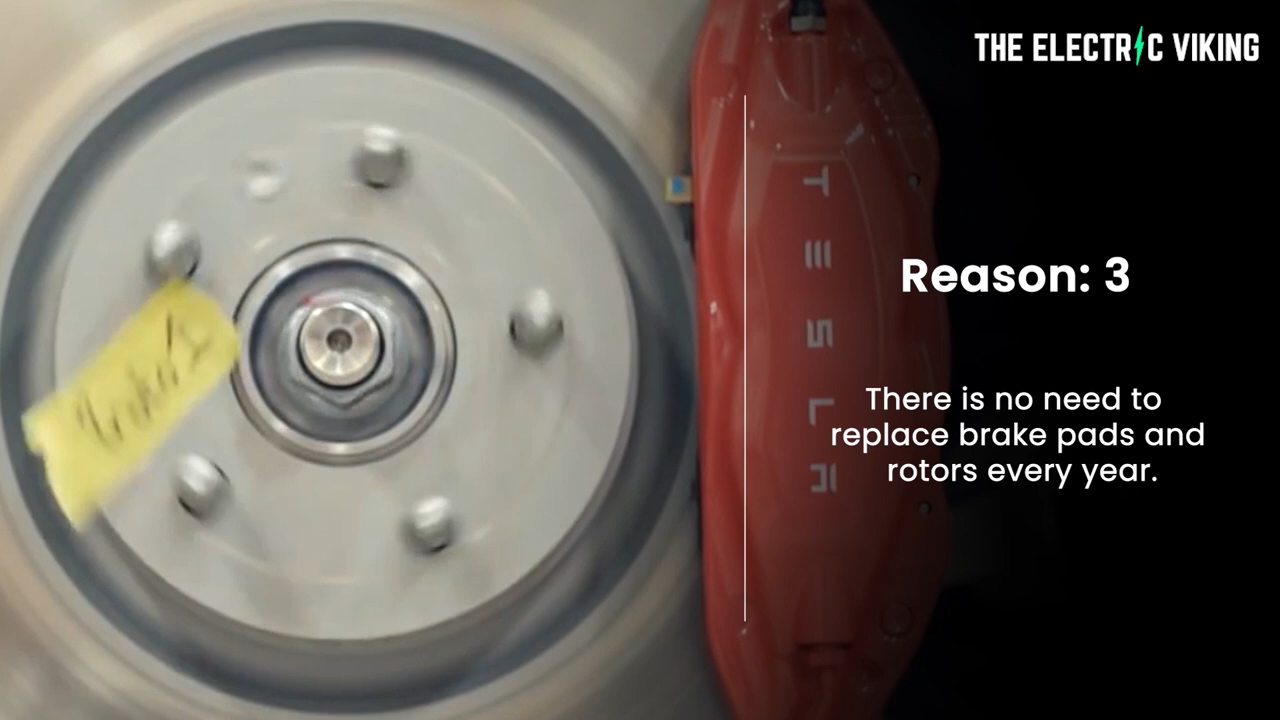 THE ELECTRIC VIKING
TESLA
Reason: 3
There is no need to
replace brake pads and
rotors every year.